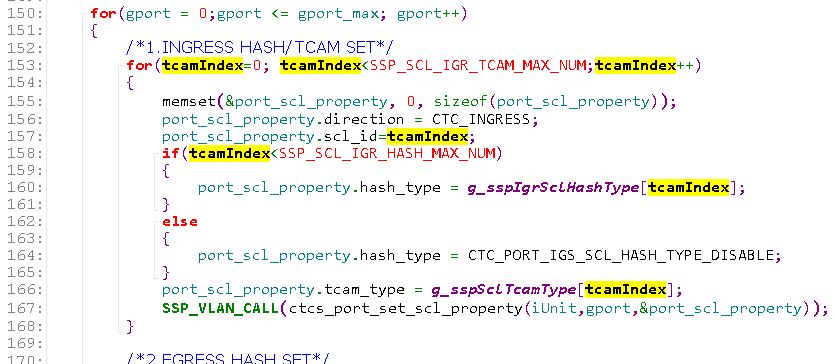 150: for(gport = 0;gport <= gport_max; gport++)
151: {
152: /*1.INGRESS HASH/TCAM SET*/
153: for(tcamIndex=0; tcamIndex<SSP_SCL_IGR_TCAM_MAX_NUM;tcamIndex++)
154: {
155: memset(&port_scl_property, 0, sizeof(port_scl_property));
156: port_scl_property.direction = CTC_INGRESS;
157: port_scl_property.scl_id=tcamIndex;
158: if(tcamIndex<SSP_SCL_IGR_HASH_MAX_NUM)
159: {
160: port_scl_property.hash_type = g_sspIgrSclHashType[tcamIndex];
161: }
162: else
163: {
164: port_scl_property.hash_type = CTC_PORT_IGS_SCL_HASH_TYPE_DISABLE;
165: }
166: port_scl_property.tcam_type = g_sspSclTcamType[tcamIndex];
167: SSP_VLAN_CALL(ctcs_port_set_scl_property(iUnit,gport,&port_scl_property));
168: }
169:
170: /*2.EGRESS HASH SET*/